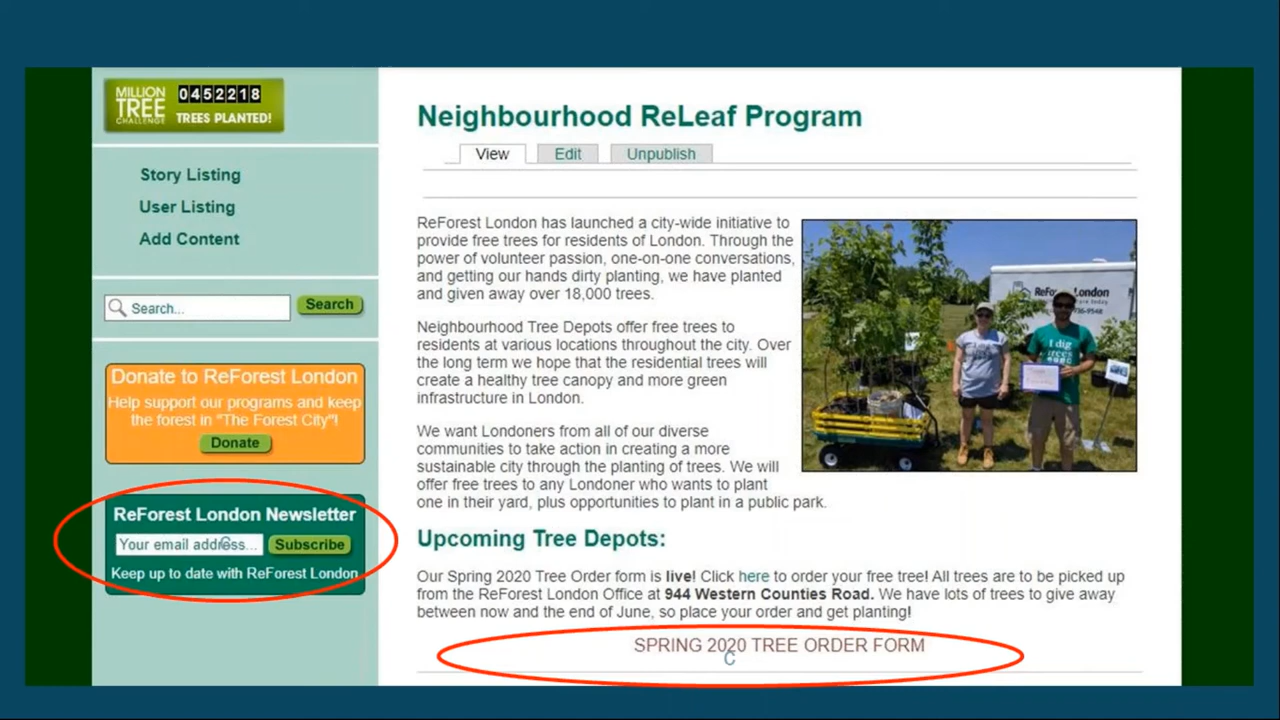 MILLION
TREE
CHALLENGE
0452218
TREES PLANTED!
Story Listing
User Listing
Add Content
Search...
Search
Donate to ReForest London
Help support our programs and keep
the forest in "The Forest City"!
Donate
ReForest London Newsletter
Your email address...
Subscribe
Keep up to date with ReForest London
Neighbourhood ReLeaf Program
View
Edit
Unpublish
ReForest London has launched a city-wide initiative to
provide free trees for residents of London. Through the
power of volunteer passion, one-on-one conversations,
and getting our hands dirty planting, we have planted
and given away over 18,000 trees.
Neighbourhood Tree Depots offer free trees to
residents at various locations throughout the city. Over
the long term we hope that the residential trees will
create a healthy tree canopy and more green
infrastructure in London.
We want Londoners from all of our diverse
communities to take action in creating a more
sustainable city through the planting of trees. We will
offer free trees to any Londoner who wants to plant
one in their yard, plus opportunities to plant in a public park.
ReForest London
I dig
trees
Upcoming Tree Depots:
Our Spring 2020 Tree Order form is live! Click here to order your free tree! All trees are to be picked up
from the ReForest London Office at 944 Western Counties Road. We have lots of trees to give away
between now and the end of June, so place your order and get planting!
SPRING 2020 TREE ORDER FORM